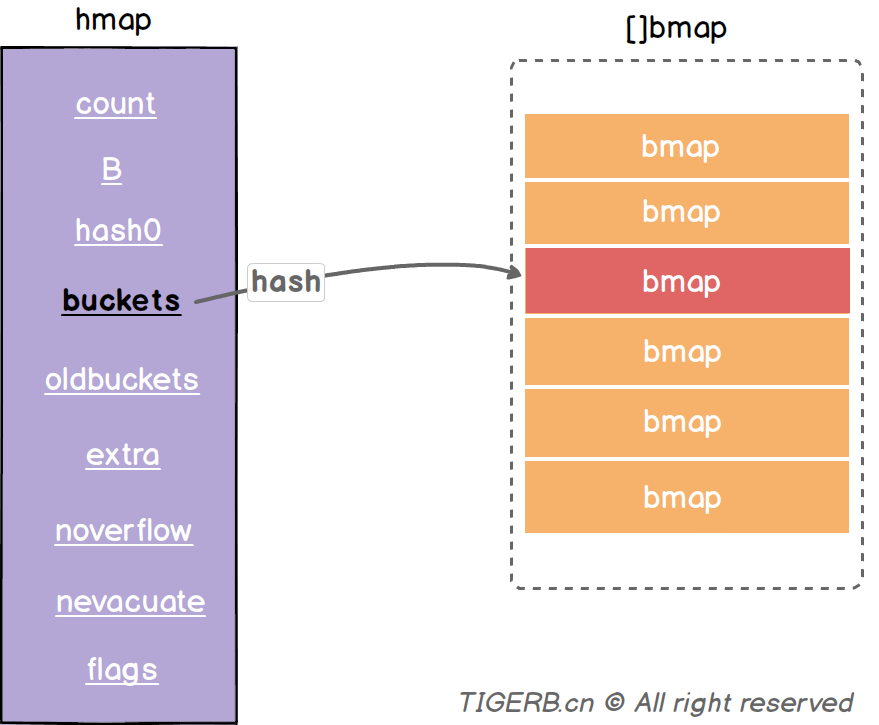 hmap
count
B
hash0
buckets
oldbuckets
extra
noverflow
nevacuate
flags
hash
[]bmap
bmap
bmap
bmap
bmap
bmap
bmap
TIGERB.cn © All right reserved